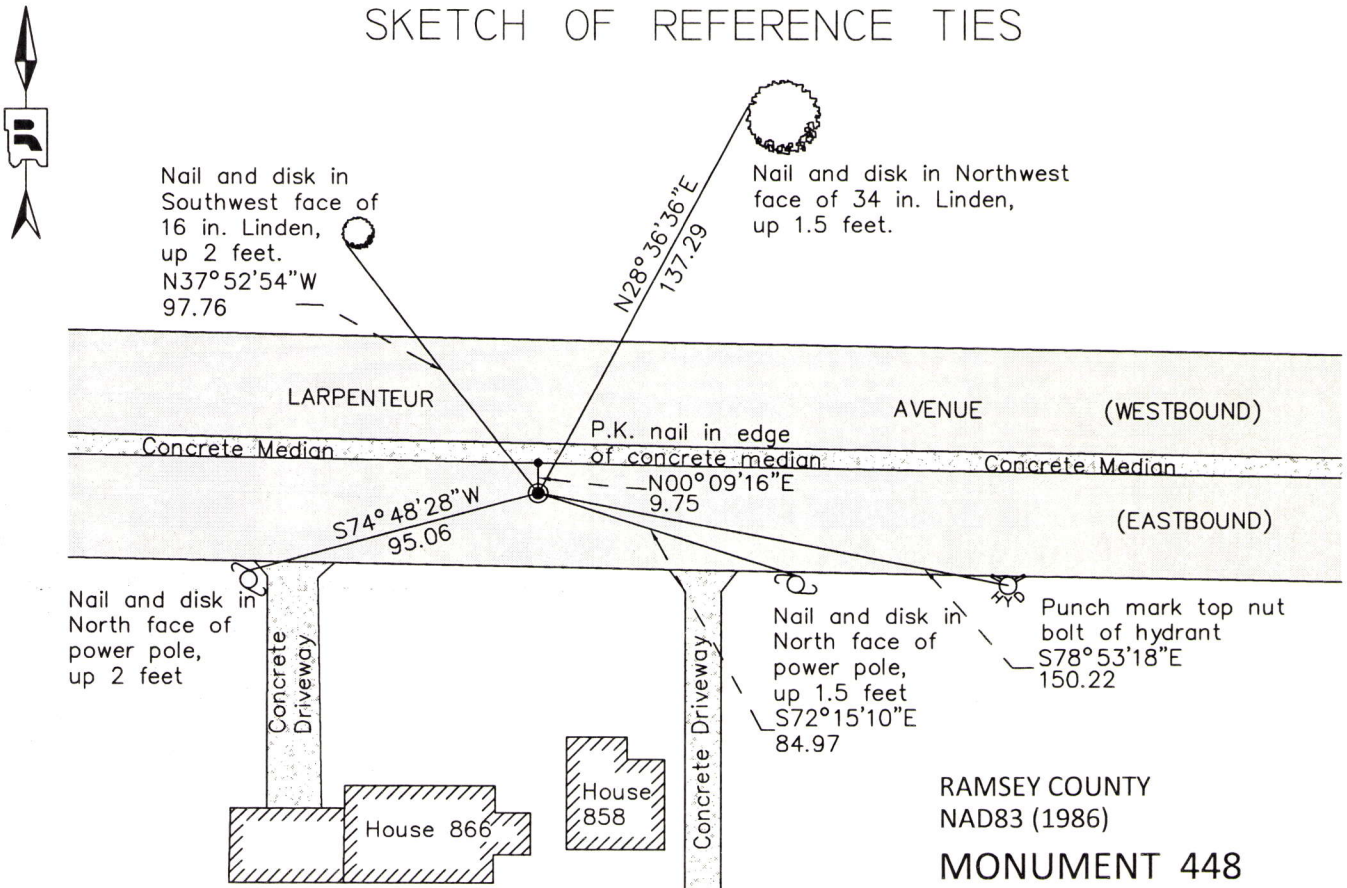 SKETCH OF REFERENCE TIES
Nail and disk in
Southwest face of
16 in. Linden,
up 2 feet.
N37°52'54"W
97.76
N28°36'36"E
137.29
Nail and disk in Northwest
face of 34 in. Linden,
up 1.5 feet.
LARPENTEUR
AVENUE
(WESTBOUND)
Concrete Median
P.K. nail in edge
of concrete median
N00°09'16"E
9.75
Concrete Median
(EASTBOUND)
S74°48'28"W
95.06
Nail and disk in
North face of
power pole,
up 2 feet
Concrete
Driveway
Concrete Driveway
Nail and disk in
North face of
power pole,
up 1.5 feet
S72°15'10"E
84.97
HYD
Punch mark top nut
bolt of hydrant
S78°53'18"E
150.22
House 866
House
858
RAMSEY COUNTY
NAD83 (1986)
MONUMENT 448